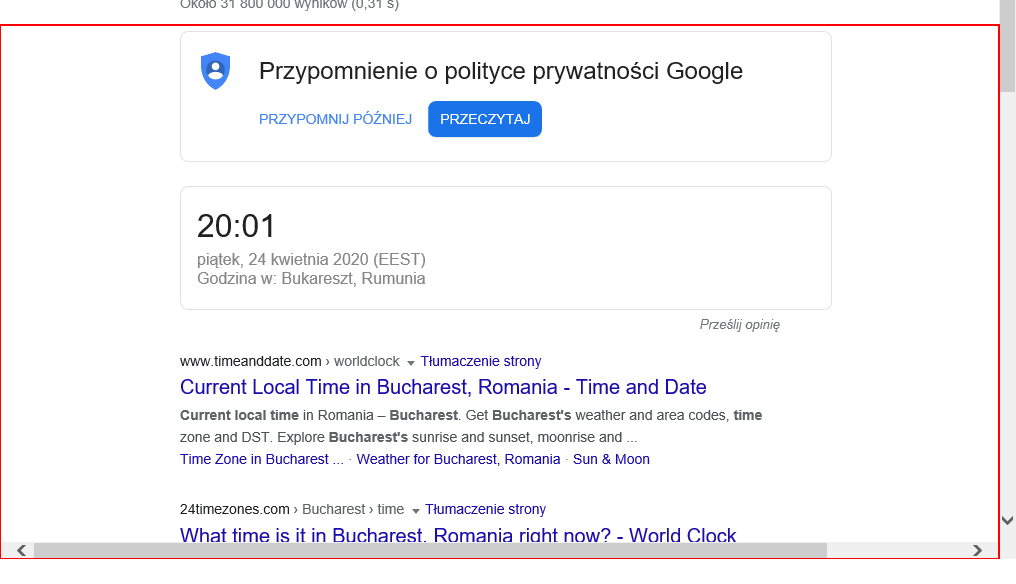 Około 31 800 000 wyników (0,31 s)
Przypomnienie o polityce prywatności Google
PRZYPOMNIJ PÓŹNIEJ PRZECZYTAJ
20:01
piątek, 24 kwietnia 2020 (EEST)
Godzina w: Bukareszt, Rumunia
Prześlij opinię
www.timeanddate.com › worldclock Tłumaczenie strony
Current Local Time in Bucharest, Romania - Time and Date
Current local time in Romania – Bucharest. Get Bucharest's weather and area codes, time
zone and DST. Explore Bucharest's sunrise and sunset, moonrise and ...
Time Zone in Bucharest ... · Weather for Bucharest, Romania · Sun & Moon
24timezones.com › Bucharest › time Tłumaczenie strony
What time is it in Bucharest, Romania right now? - World Clock